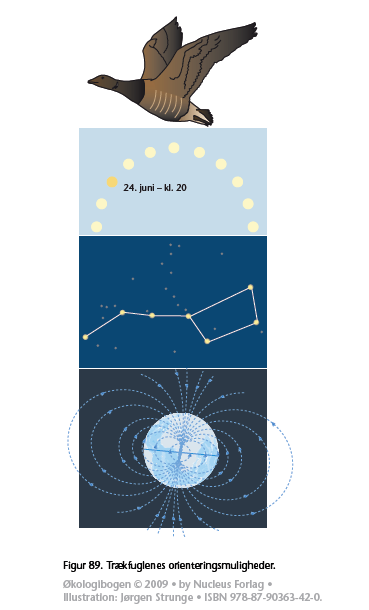 24. juni – kl. 20
Figur 89. Trækfuglenes orienteringsmuligheder.
Økologibogen © 2009 • by Nucleus Forlag •
Illustration: Jørgen Strunge • ISBN 978-87-90363-42-0.